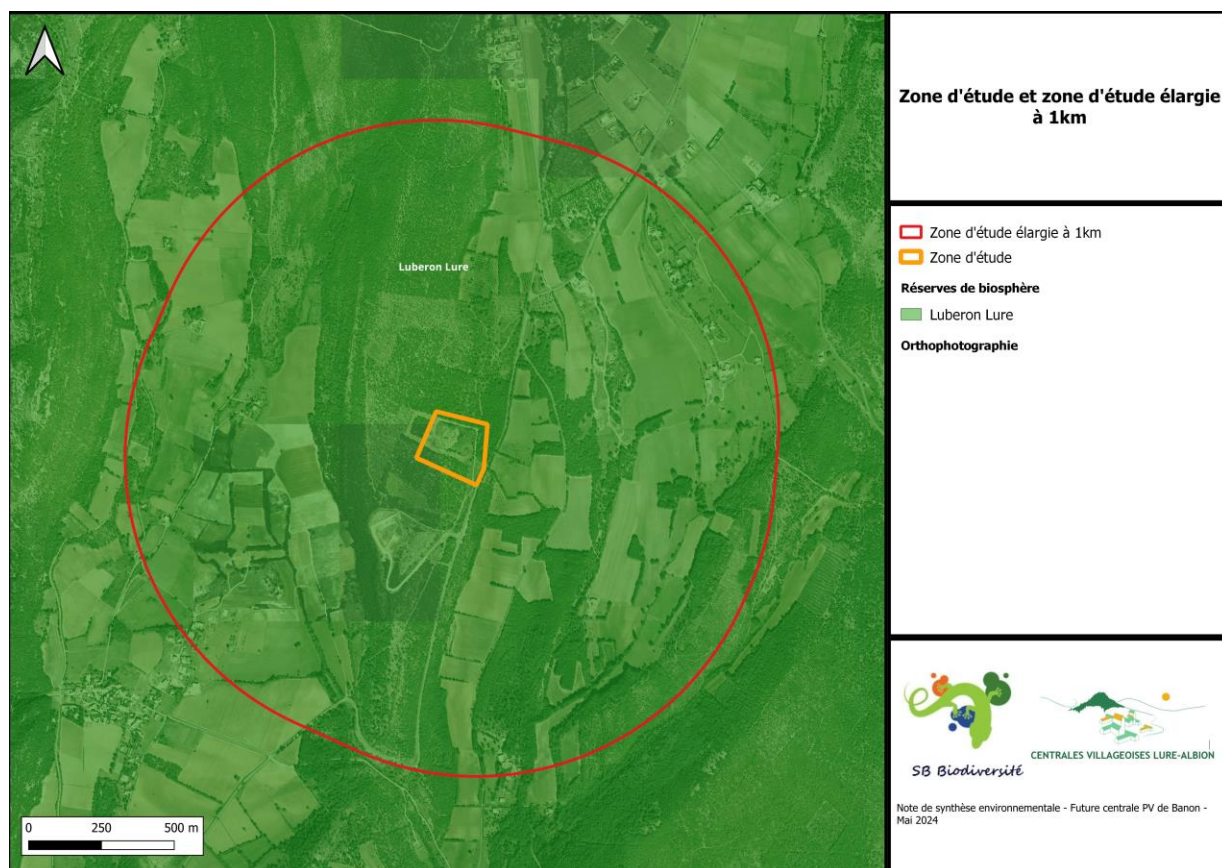 Zone d'étude et zone d'étude élargie
à 1km
Luberon Lure
Zone d'étude élargie à 1km
Zone d'étude
Réserves de biosphère
Luberon Lure
Orthophotographie
SB Biodiversité
CENTRALES VILLAGEOISES LURE-ALBION
Note de synthèse environnementale - Future centrale PV de Banon -
Mai 2024
0 250 500 m